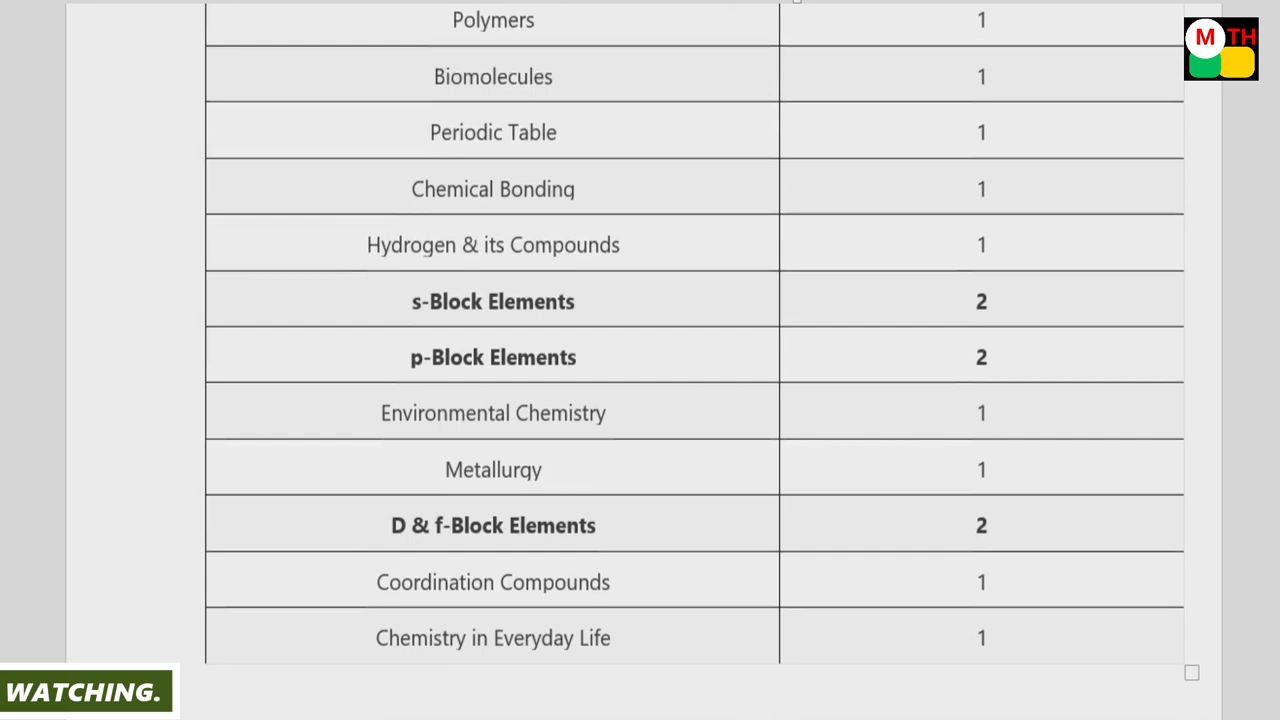 Polymers 1
Biomolecules 1
Periodic Table 1
Chemical Bonding 1
Hydrogen & its Compounds 1
s-Block Elements 2
p-Block Elements 2
Environmental Chemistry 1
Metallurgy 1
D & f-Block Elements 2
Coordination Compounds 1
Chemistry in Everyday Life 1
M TH
WATCHING.